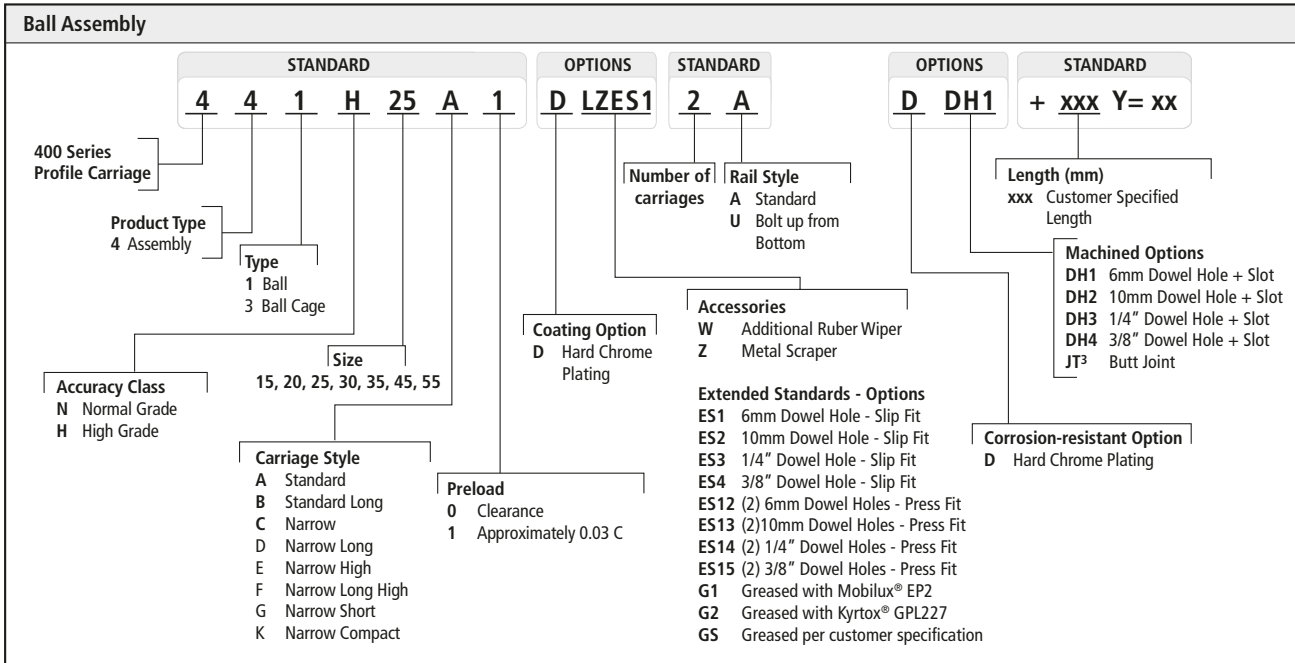 Ball Assembly
STANDARD OPTIONS STANDARD OPTIONS STANDARD
4 4 1 H 25 A 1 D LZES1 2 A D DH1 + xxx Y= xx
400 Series
Profile Carriage
Product Type
4 Assembly
Type
1 Ball
3 Ball Cage
Accuracy Class
N Normal Grade
H High Grade
Size
15, 20, 25, 30, 35, 45, 55
Carriage Style
A Standard
B Standard Long
C Narrow
D Narrow Long
E Narrow High
F Narrow Long High
G Narrow Short
K Narrow Compact
Preload
0 Clearance
1 Approximately 0.03 C
Coating Option
D Hard Chrome
Plating
Number of
carriages
Rail Style
A Standard
U Bolt up from
Bottom
Accessories
W Additional Ruber Wiper
Z Metal Scraper
Extended Standards - Options
ES1 6mm Dowel Hole - Slip Fit
ES2 10mm Dowel Hole - Slip Fit
ES3 1/4″ Dowel Hole - Slip Fit
ES4 3/8″ Dowel Hole - Slip Fit
ES12 (2) 6mm Dowel Holes - Press Fit
ES13 (2)10mm Dowel Holes - Press Fit
ES14 (2) 1/4″ Dowel Holes - Press Fit
ES15 (2) 3/8″ Dowel Holes - Press Fit
G1 Greased with Mobilux® EP2
G2 Greased with Kyrtox® GPL227
GS Greased per customer specification
Length (mm)
xxx Customer Specified
Length
Machined Options
DH1 6mm Dowel Hole + Slot
DH2 10mm Dowel Hole + Slot
DH3 1/4″ Dowel Hole + Slot
DH4 3/8″ Dowel Hole + Slot
JT³ Butt Joint
Corrosion-resistant Option
D Hard Chrome Plating